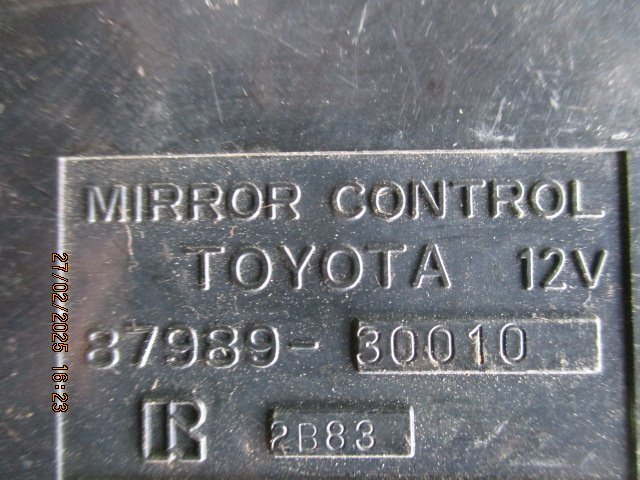 MIRROR CONTROL
TOYOTA 12V
87989-30010
R 2B83
27/02/2025 16:23